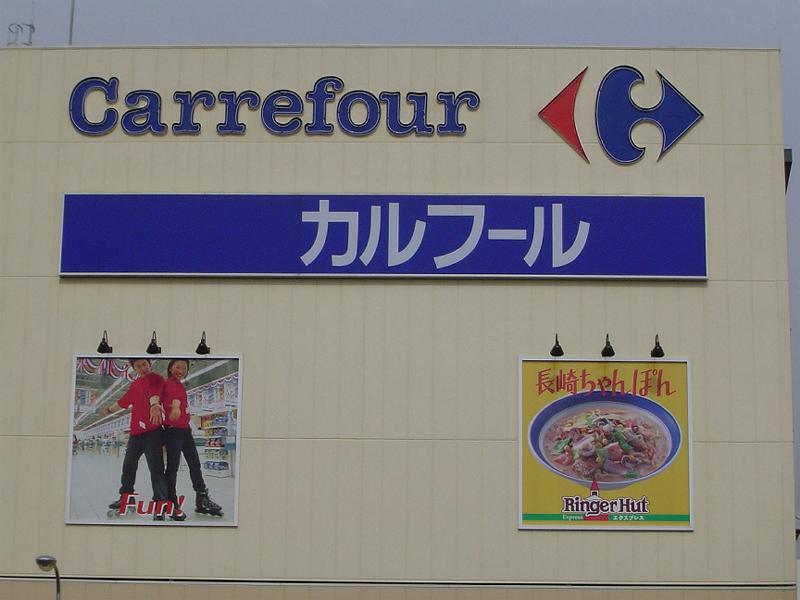 Carrefour
カルフール
Fun!
長崎ちゃんぽん
RingerHut
Express エクスプレス